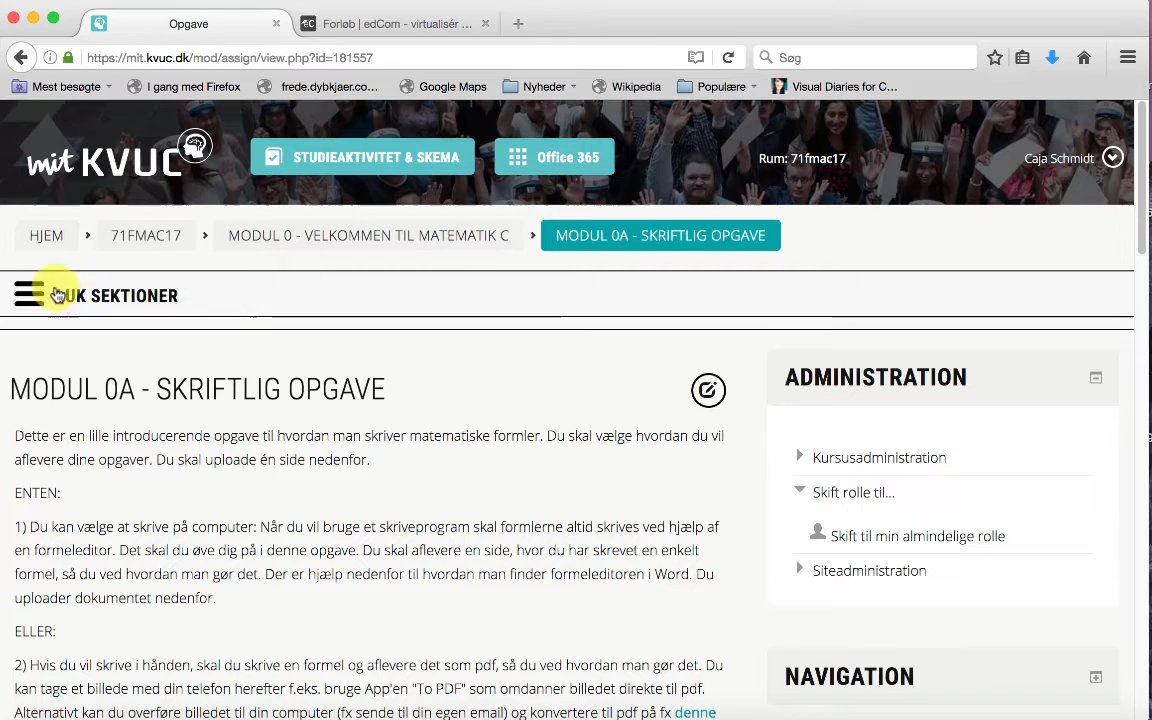 Opgave
Forløb | edCom - virtualisér ...
https://mit.kvuc.dk/mod/assign/view.php?id=181557
Søg
Mest besøgte
I gang med Firefox
frede.dybkjaer.co...
Google Maps
Nyheder
Wikipedia
Populære
Visual Diaries for C...
mit KVUC
STUDIEAKTIVITET & SKEMA
Office 365
Rum: 71fmac17
Caja Schmidt
HJEM
71FMAC17
MODUL 0 - VELKOMMEN TIL MATEMATIK C
MODUL 0A - SKRIFTLIG OPGAVE
UK SEKTIONER
MODUL 0A - SKRIFTLIG OPGAVE
Dette er en lille introducerende opgave til hvordan man skriver matematiske formler. Du skal vælge hvordan du vil
aflevere dine opgaver. Du skal uploade én side nedenfor.
ENTEN:
1) Du kan vælge at skrive på computer: Når du vil bruge et skriveprogram skal formlerne altid skrives ved hjælp af
en formeleditor. Det skal du øve dig på i denne opgave. Du skal aflevere en side, hvor du har skrevet en enkelt
formel, så du ved hvordan man gør det. Der er hjælp nedenfor til hvordan man finder formeleditoren i Word. Du
uploader dokumentet nedenfor.
ELLER:
2) Hvis du vil skrive i hånden, skal du skrive en formel og aflevere det som pdf, så du ved hvordan man gør det. Du
kan tage et billede med din telefon herefter f.eks. bruge App'en "To PDF" som omdanner billedet direkte til pdf.
Alternativt kan du overføre billedet til din computer (fx sende til din egen email) og konvertere til pdf på fx denne
ADMINISTRATION
Kursusadministration
Skift rolle til...
Skift til min almindelige rolle
Siteadministration
NAVIGATION